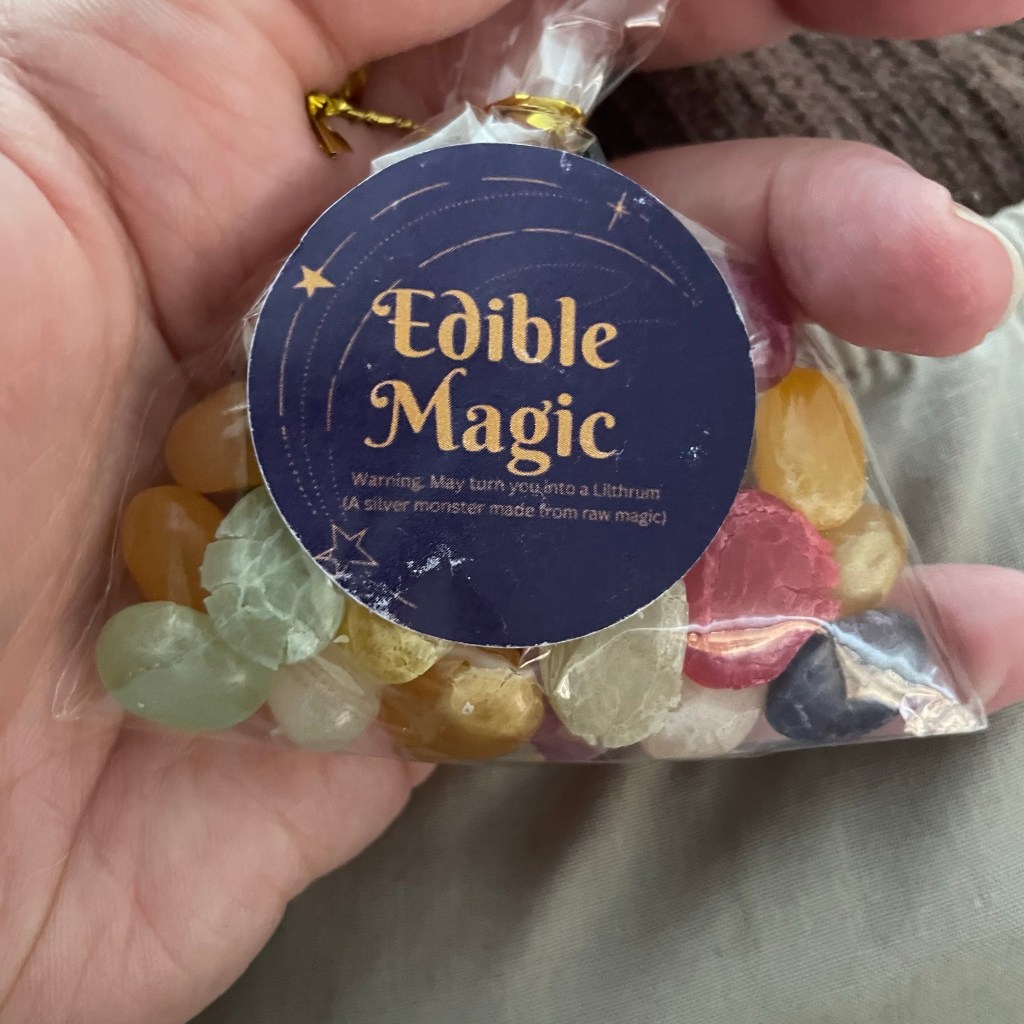 Edible
Magic
Warning. May turn you into a Lilthrum
(A silver monster made from raw magic)